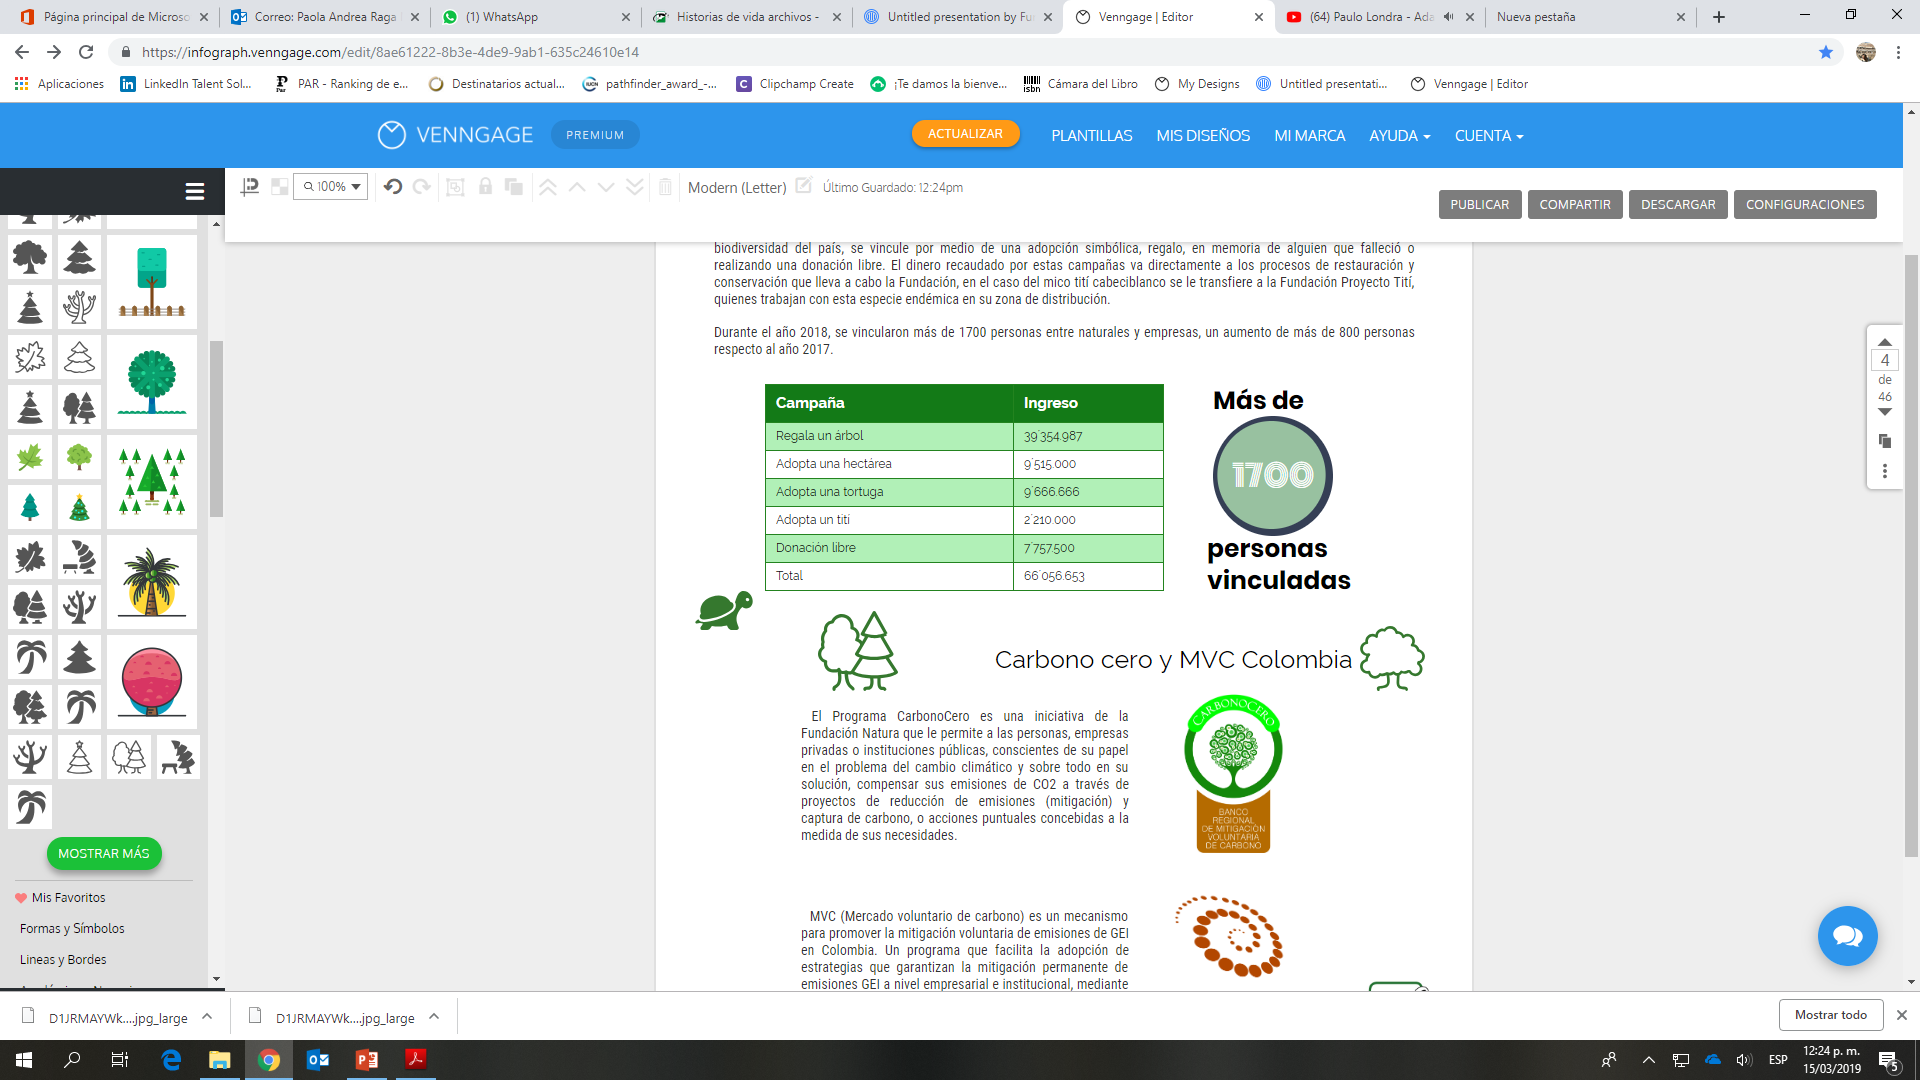 Página principal de Microso
Correo: Paola Andrea Raga
(1) WhatsApp
Historias de vida archivos -
Untitled presentation by Fu
Venngage | Editor
(64) Paulo Londra - Ada
Nueva pestaña
https://infograph.venngage.com/edit/8ae61222-8b3e-4de9-9ab1-635c24610e14
Aplicaciones
LinkedIn Talent Sol...
PAR - Ranking de e...
Destinatarios actual...
pathfinder_award_-...
Clipchamp Create
¡Te damos la bienve...
Cámara del Libro
My Designs
Untitled presentati...
Venngage | Editor
VENNGAGE
PREMIUM
ACTUALIZAR
PLANTILLAS
MIS DISEÑOS
MI MARCA
AYUDA
CUENTA
100%
Modern (Letter)
Último Guardado: 12:24pm
PUBLICAR
COMPARTIR
DESCARGAR
CONFIGURACIONES
biodiversidad del país, se vincule por medio de una adopción simbólica, regalo, en memoria de alguien que falleció o
realizando una donación libre. El dinero recaudado por estas campañas va directamente a los procesos de restauración y
conservación que lleva a cabo la Fundación, en el caso del mico tití cabeciblanco se le transfiere a la Fundación Proyecto Tití,
quienes trabajan con esta especie endémica en su zona de distribución.
Durante el año 2018, se vincularon más de 1700 personas entre naturales y empresas, un aumento de más de 800 personas
respecto al año 2017.
Campaña Ingreso
Regala un árbol 39´354.987
Adopta una hectárea 9´515.000
Adopta una tortuga 9´666.666
Adopta un tití 2´210.000
Donación libre 7´757.500
Total 66´056.653
Más de
1700
personas
vinculadas
4
de
46
Carbono cero y MVC Colombia
El Programa CarbonoCero es una iniciativa de la
Fundación Natura que le permite a las personas, empresas
privadas o instituciones públicas, conscientes de su papel
en el problema del cambio climático y sobre todo en su
solución, compensar sus emisiones de CO2 a través de
proyectos de reducción de emisiones (mitigación) y
captura de carbono, o acciones puntuales concebidas a la
medida de sus necesidades.
CARBONOCERO
BANCO
REGIONAL
DE MITIGACIÓN
VOLUNTARIA
DE CARBONO
MVC (Mercado voluntario de carbono) es un mecanismo
para promover la mitigación voluntaria de emisiones de GEI
en Colombia. Un programa que facilita la adopción de
estrategias que garantizan la mitigación permanente de
emisiones GEI a nivel empresarial e institucional, mediante
MOSTRAR MÁS
Mis Favoritos
Formas y Símbolos
Lineas y Bordes
D1JRMAYWk....jpg_large
D1JRMAYWk....jpg_large
Mostrar todo
ESP
12:24 p. m.
15/03/2019
5